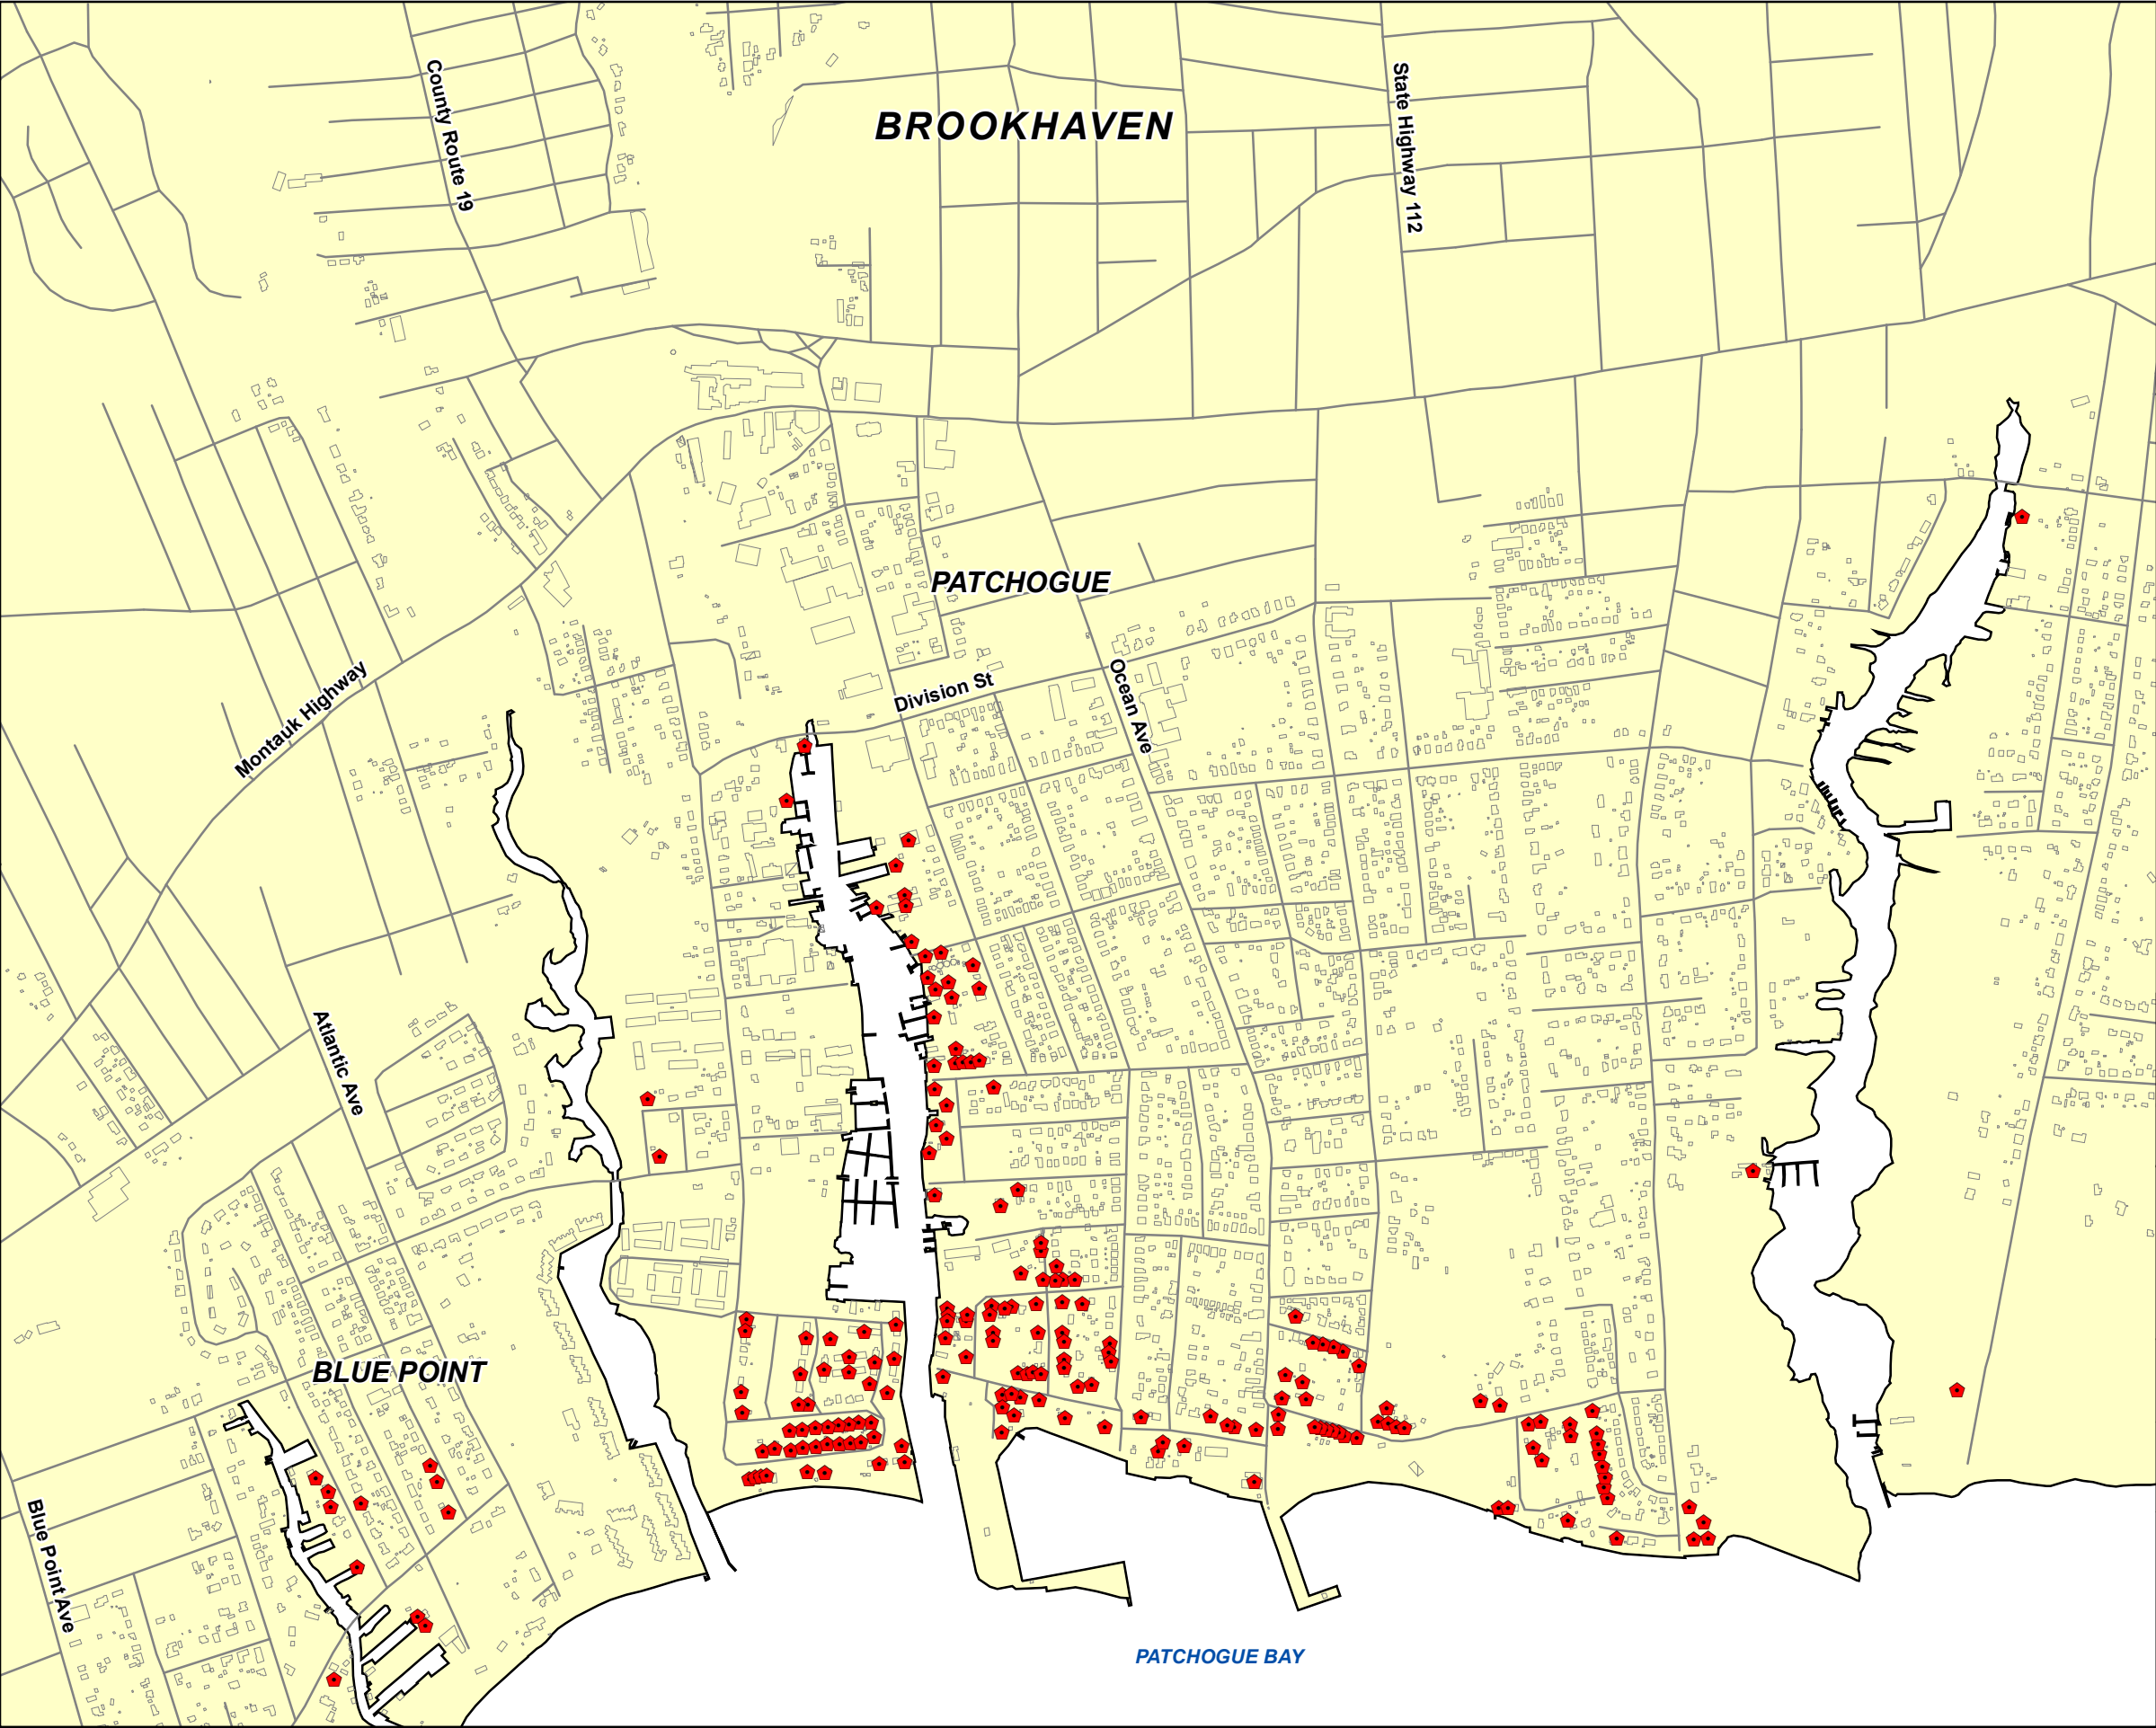 County Route 19
State Highway 112
BROOKHAVEN
PATCHOGUE
Division St
Ocean Ave
Montauk Highway
Atlantic Ave
BLUE POINT
Blue Point Ave
PATCHOGUE BAY